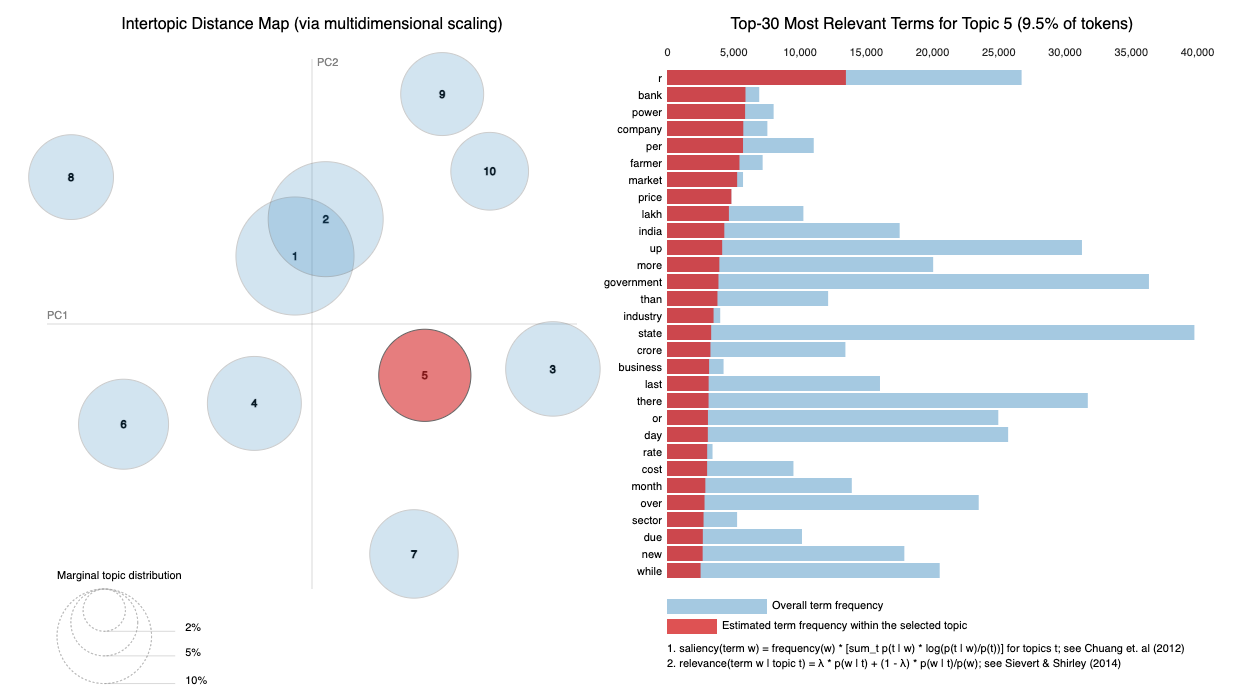 Intertopic Distance Map (via multidimensional scaling)
PC2
PC1
9
10
8
2
1
5
3
4
6
7
Marginal topic distribution
2%
5%
10%
Top-30 Most Relevant Terms for Topic 5 (9.5% of tokens)
0 5,000 10,000 15,000 20,000 25,000 30,000 35,000 40,000
r
bank
power
company
per
farmer
market
price
lakh
india
up
more
government
than
industry
state
crore
business
last
there
or
day
rate
cost
month
over
sector
due
new
while
Overall term frequency
Estimated term frequency within the selected topic
1. saliency(term w) = frequency(w) * [sum_t p(t | w) * log(p(t | w)/p(t))] for topics t; see Chuang et. al (2012)
2. relevance(term w | topic t) = λ * p(w | t) + (1 - λ) * p(w | t)/p(w); see Sievert & Shirley (2014)